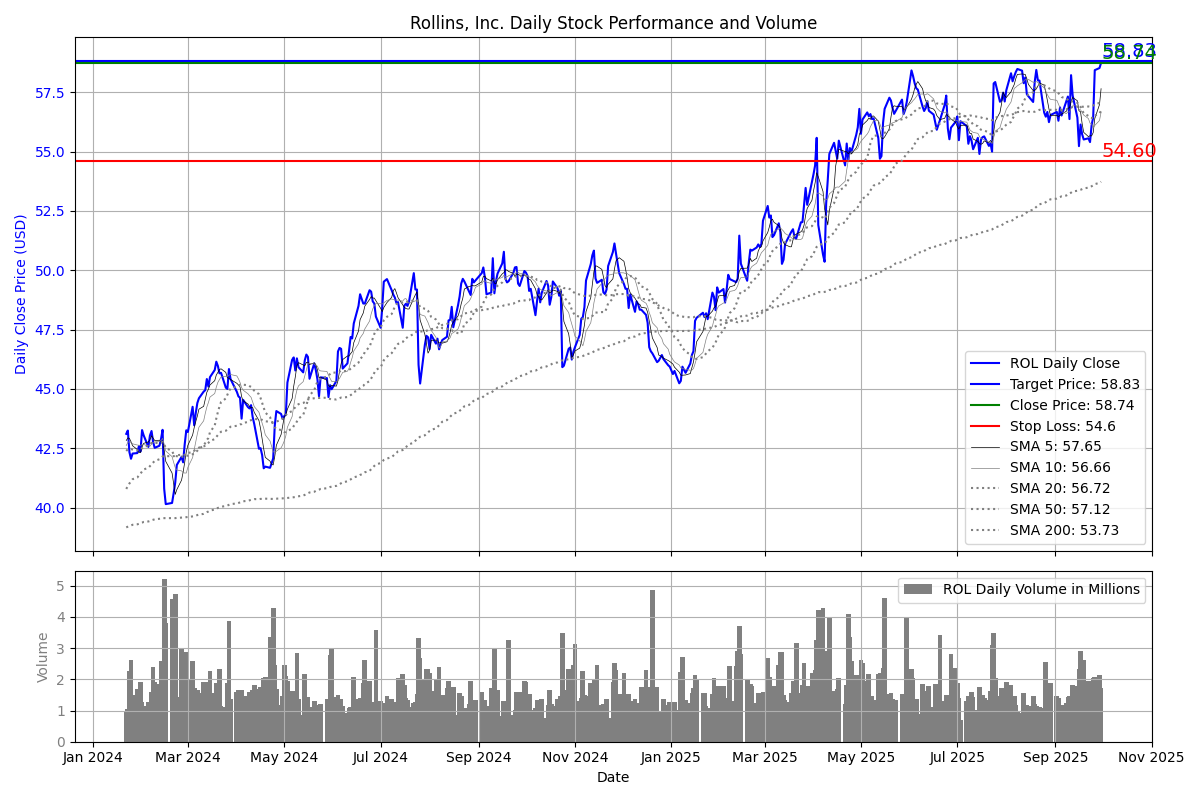 Rollins, Inc. Daily Stock Performance and Volume
58.83
58.74
57.5
55.0
54.60
52.5
50.0
47.5
45.0
42.5
40.0
Daily Close Price (USD)
ROL Daily Close
Target Price: 58.83
Close Price: 58.74
Stop Loss: 54.6
SMA 5: 57.65
SMA 10: 56.66
SMA 20: 56.72
SMA 50: 57.12
SMA 200: 53.73
5
4
3
2
1
0
Volume
ROL Daily Volume in Millions
Jan 2024 Mar 2024 May 2024 Jul 2024 Sep 2024 Nov 2024 Jan 2025 Mar 2025 May 2025 Jul 2025 Sep 2025 Nov 2025
Date